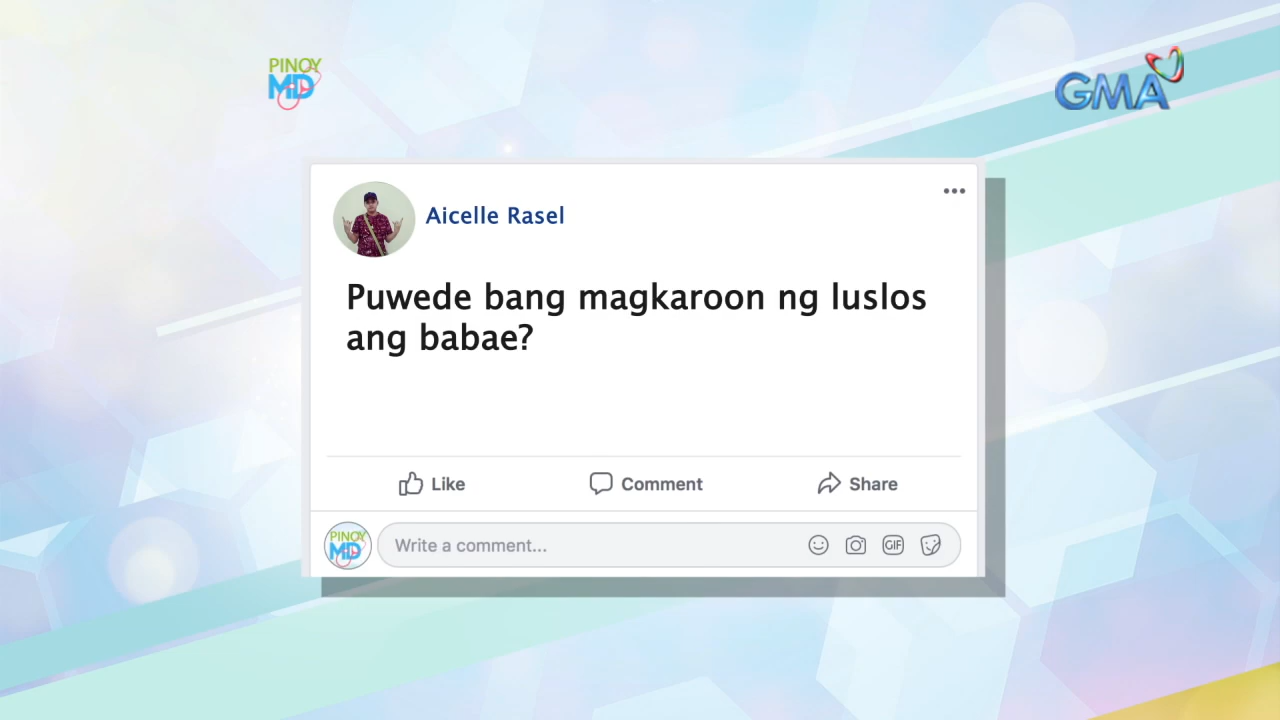 PINOY
MD
GMA
Aicelle Rasel
Puwede bang magkaroon ng luslos
ang babae?
Like
Comment
Share
PINOY
MD
Write a comment...
GIF